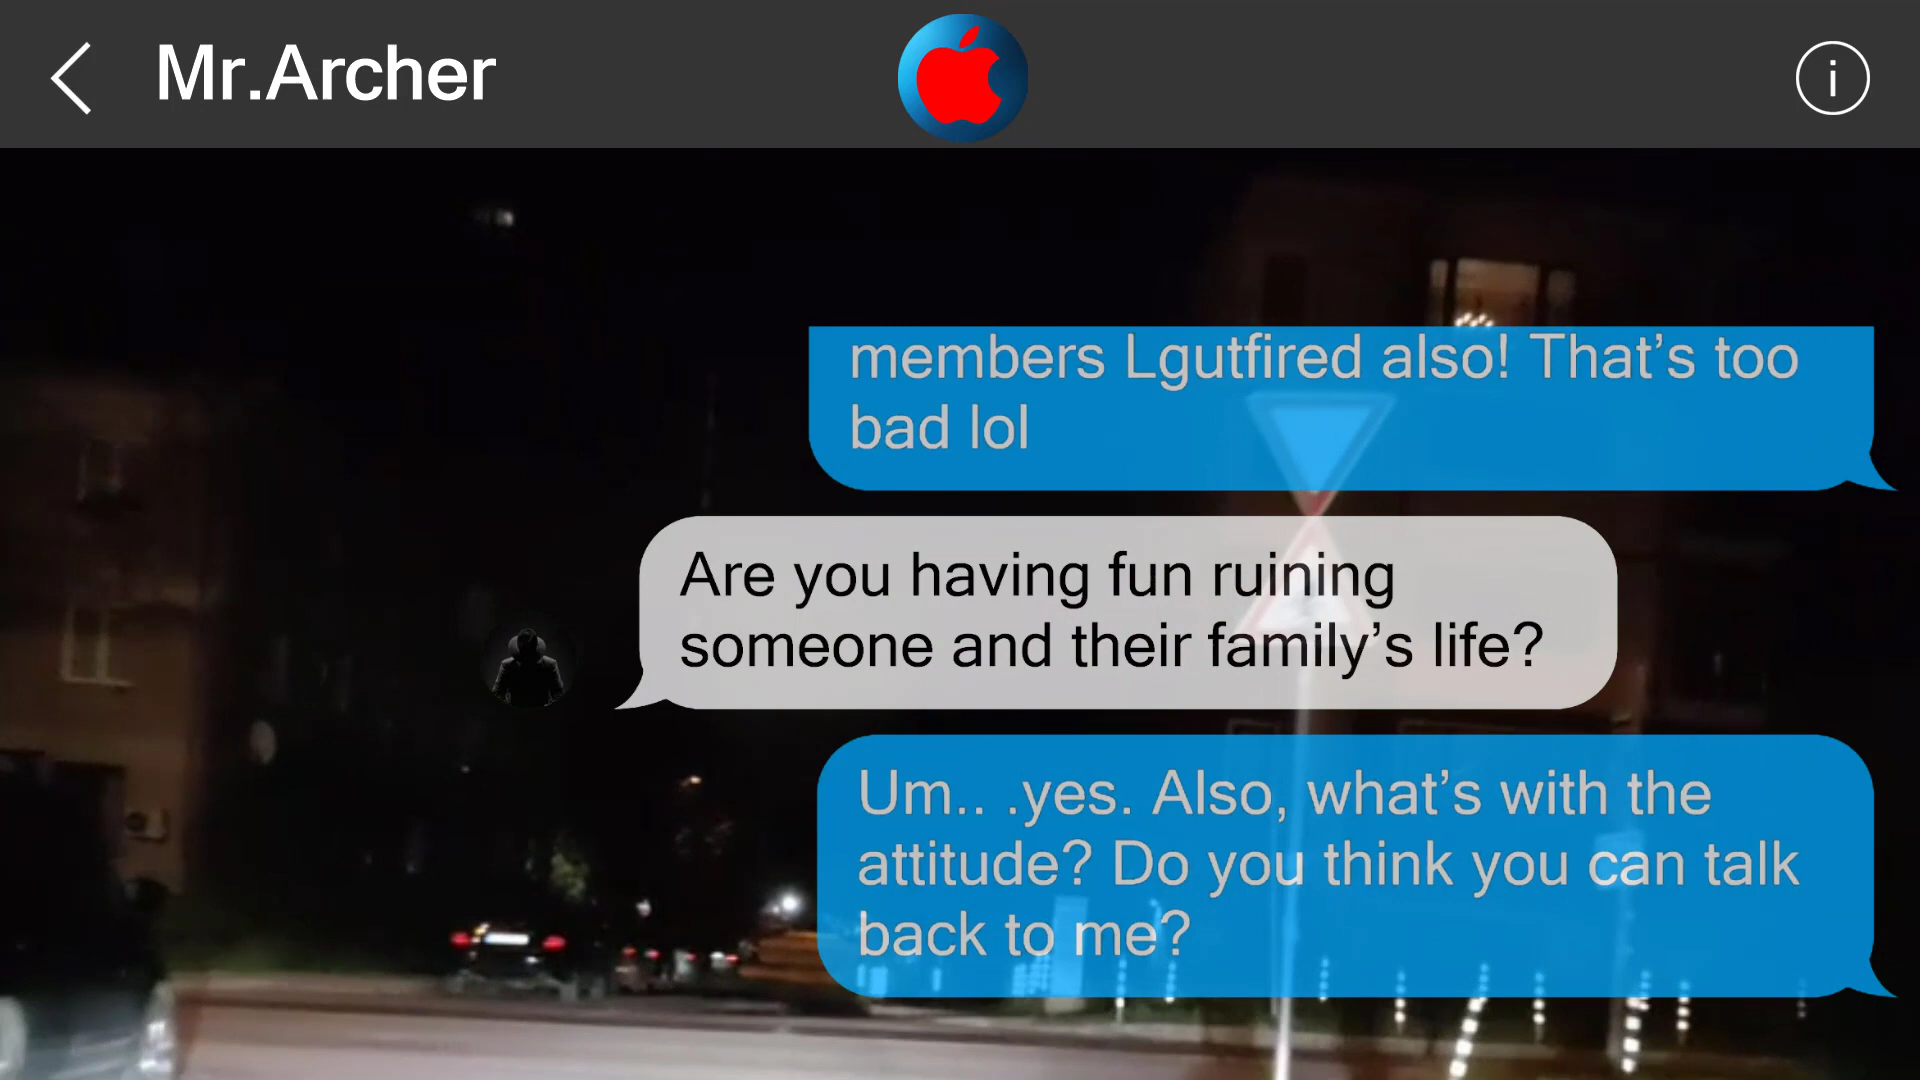 Mr.Archer
members Lgutfired also! That’s too
bad lol
Are you having fun ruining
someone and their family’s life?
Um.. .yes. Also, what’s with the
attitude? Do you think you can talk
back to me?